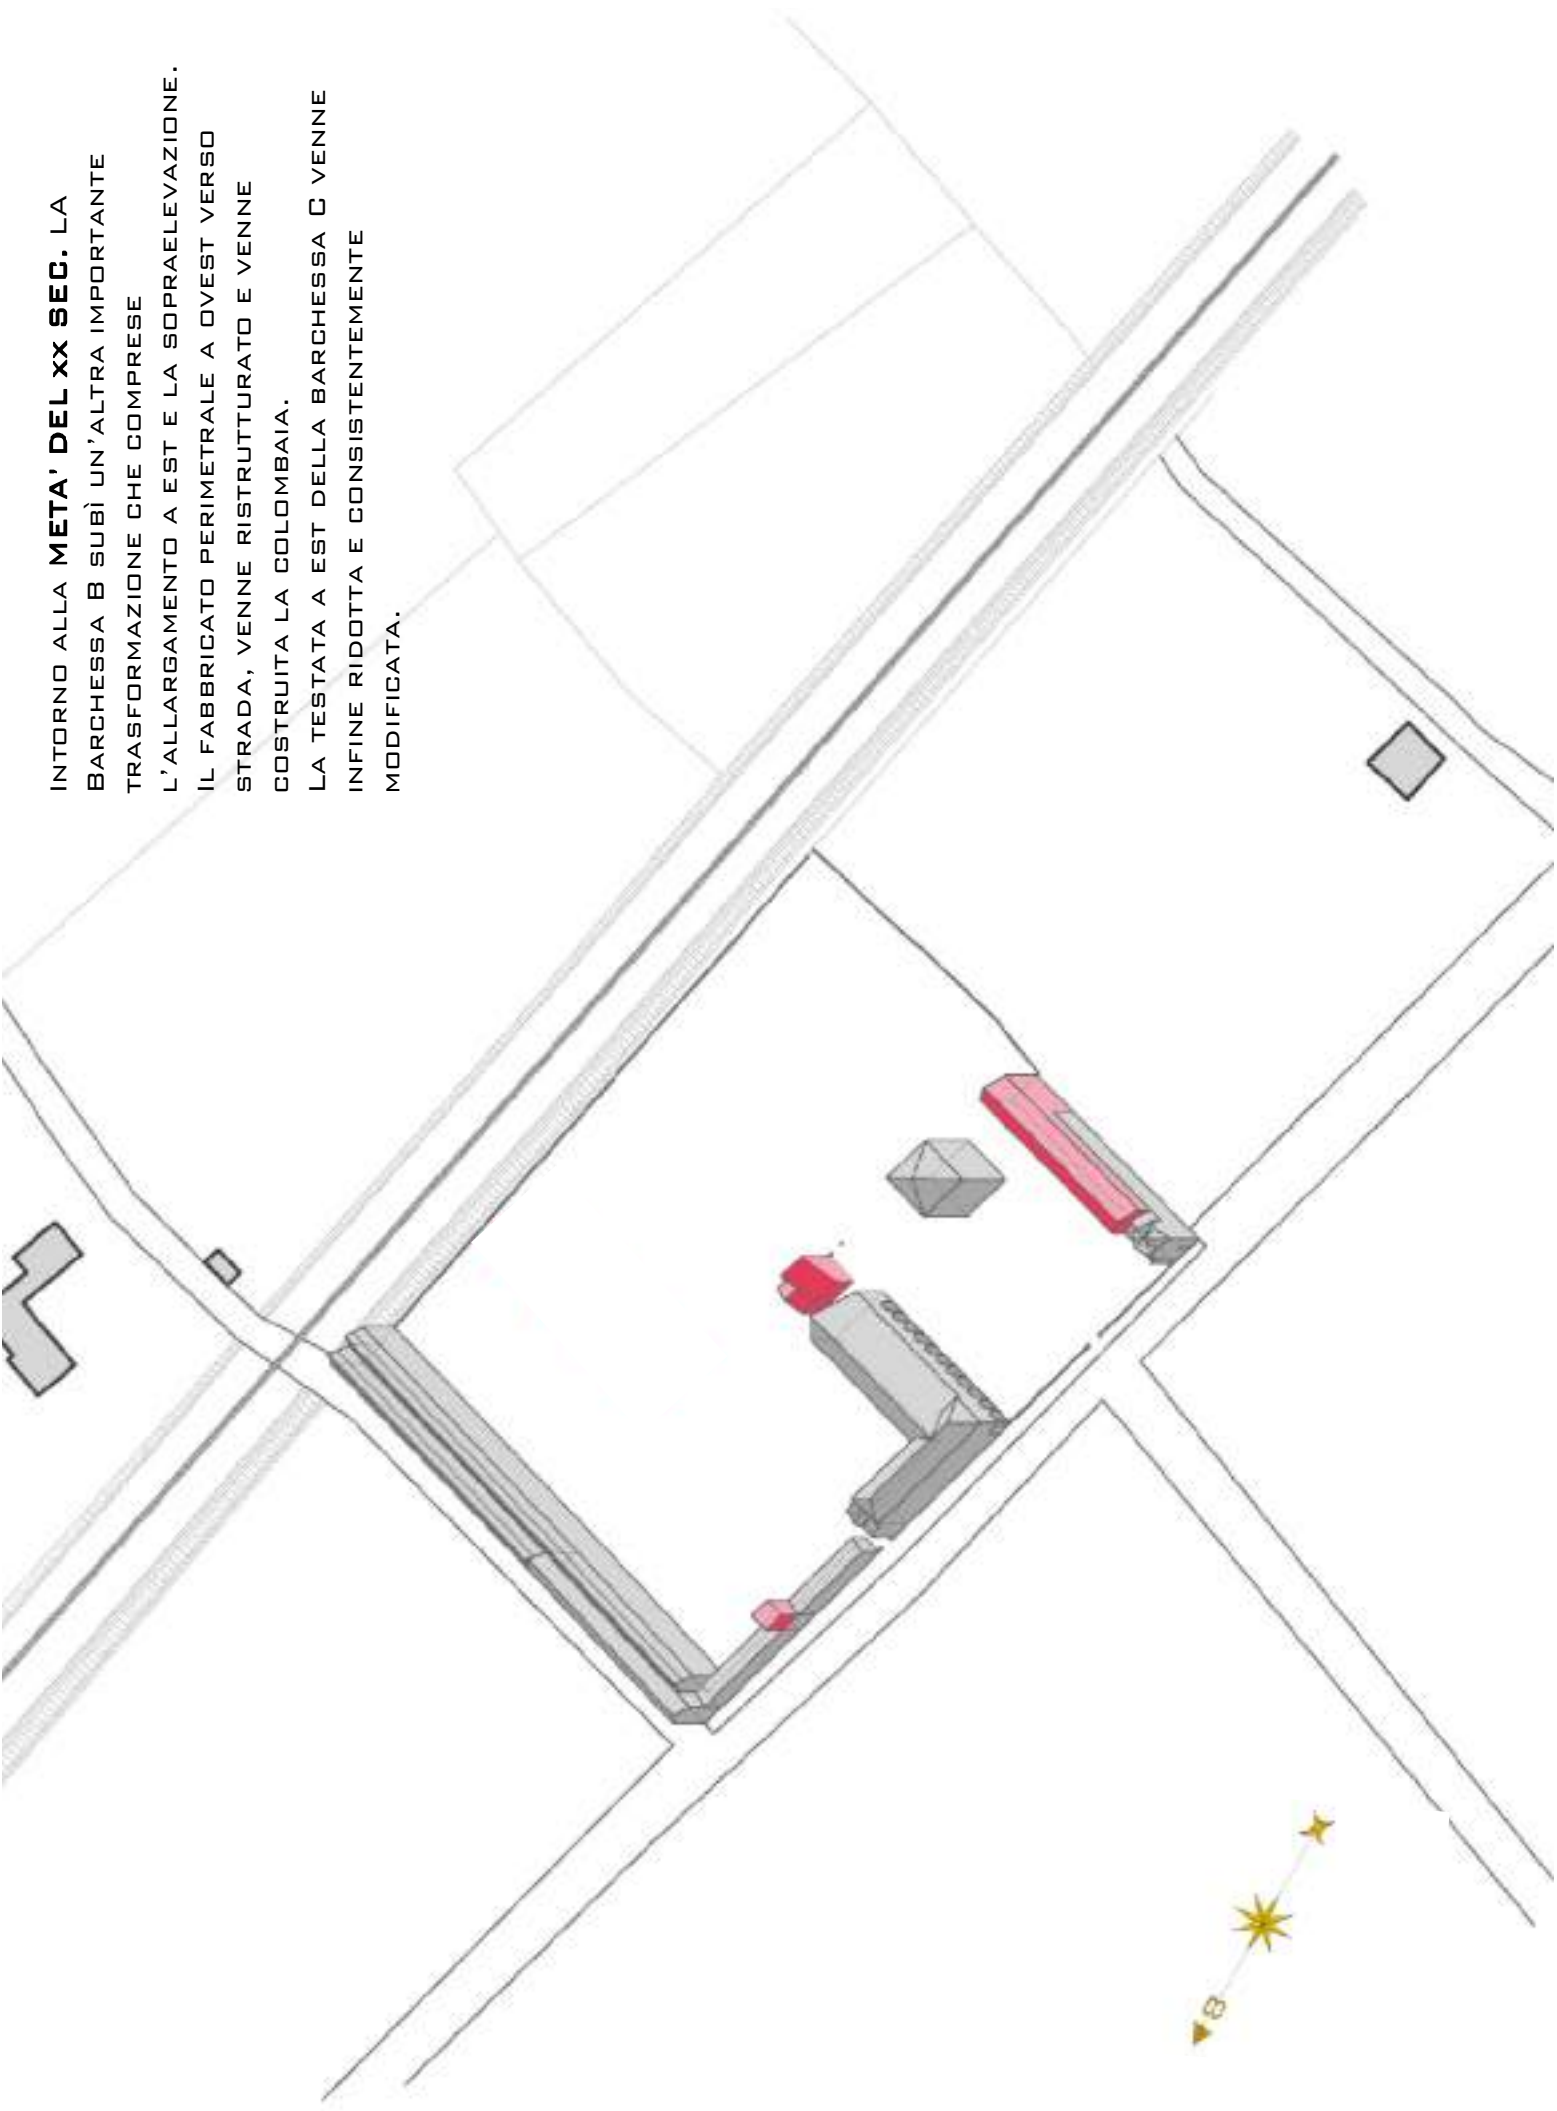 INTORNO ALLA META' DEL XX SEC. LA
BARCHESSA B SUBÌ UN'ALTRA IMPORTANTE
TRASFORMAZIONE CHE COMPRESE
L'ALLARGAMENTO A EST E LA SOPRAELEVAZIONE.
IL FABBRICATO PERIMETRALE A OVEST VERSO
STRADA, VENNE RISTRUTTURATO E VENNE
COSTRUITA LA COLOMBAIA.
LA TESTATA A EST DELLA BARCHESSA C VENNE
INFINE RIDOTTA E CONSISTENTEMENTE
MODIFICATA.